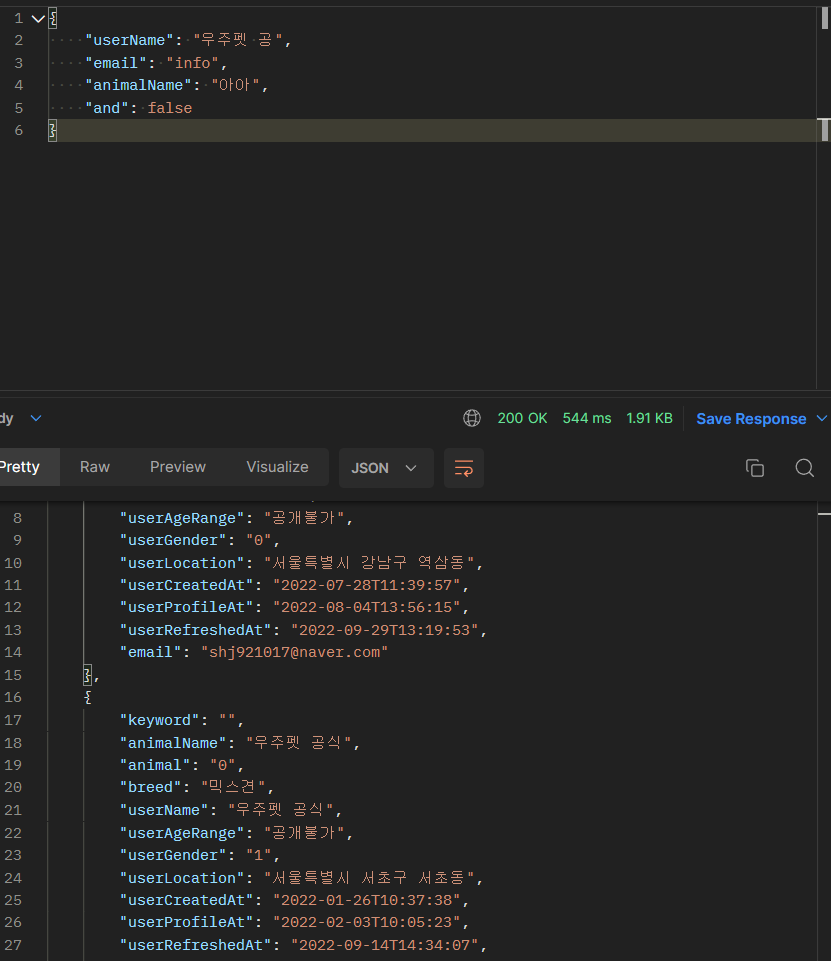 1 {
2 "userName": "우주펫 공",
3 "email": "info",
4 "animalName": "아아",
5 "and": false
6 }
dy 200 OK 544 ms 1.91 KB Save Response
Pretty Raw Preview Visualize JSON
8 "userAgeRange": "공개불가",
9 "userGender": "0",
10 "userLocation": "서울특별시 강남구 역삼동",
11 "userCreatedAt": "2022-07-28T11:39:57",
12 "userProfileAt": "2022-08-04T13:56:15",
13 "userRefreshedAt": "2022-09-29T13:19:53",
14 "email": "shj921017@naver.com"
15 },
16 {
17 "keyword": "",
18 "animalName": "우주펫 공식",
19 "animal": "0",
20 "breed": "믹스견",
21 "userName": "우주펫 공식",
22 "userAgeRange": "공개불가",
23 "userGender": "1",
24 "userLocation": "서울특별시 서초구 서초동",
25 "userCreatedAt": "2022-01-26T10:37:38",
26 "userProfileAt": "2022-02-03T10:05:23",
27 "userRefreshedAt": "2022-09-14T14:34:07",